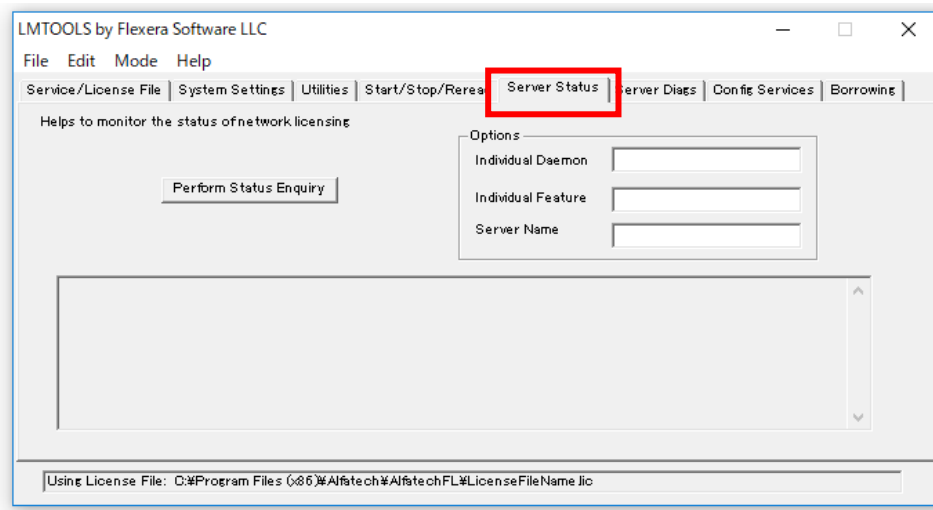 LMTOOLS by Flexera Software LLC
File Edit Mode Help
Service/License File System Settings Utilities Start/Stop/Reread Server Status Server Diags Config Services Borrowing
Helps to monitor the status of network licensing
Options
Individual Daemon
Perform Status Enquiry
Individual Feature
Server Name
Using License File: C:¥Program Files (x86)¥Alfatech¥AlfatechFL¥LicenseFileName.lic